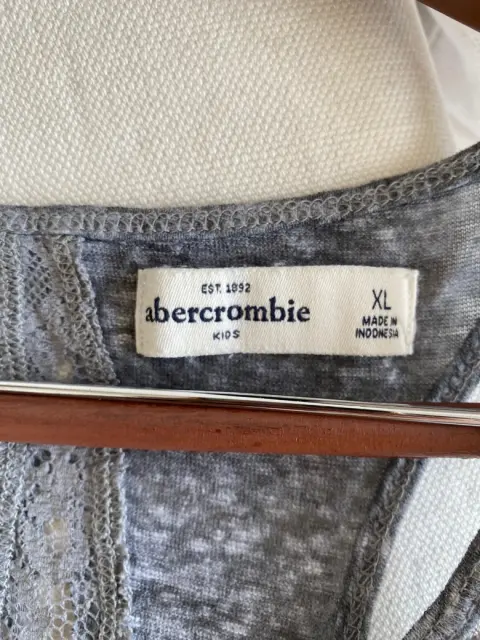 EST. 1892
abercrombie
KIDS
XL
MADE IN
INDONESIA